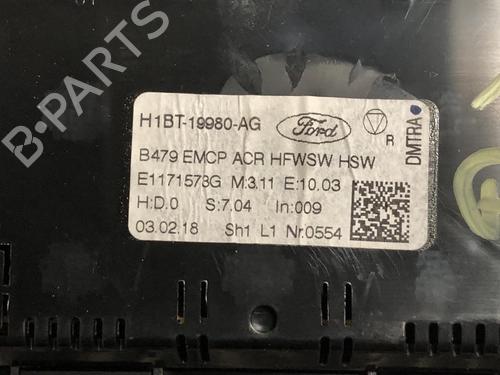 B-PARTS
H1BT-19980-AG
Ford
R
DMTRA
B479 EMCP ACR HFWSW HSW
E1171573G M:3.11 E:10.03
H:D.0 S:7.04 In:009
03.02.18 Sh1 L1 Nr.0554